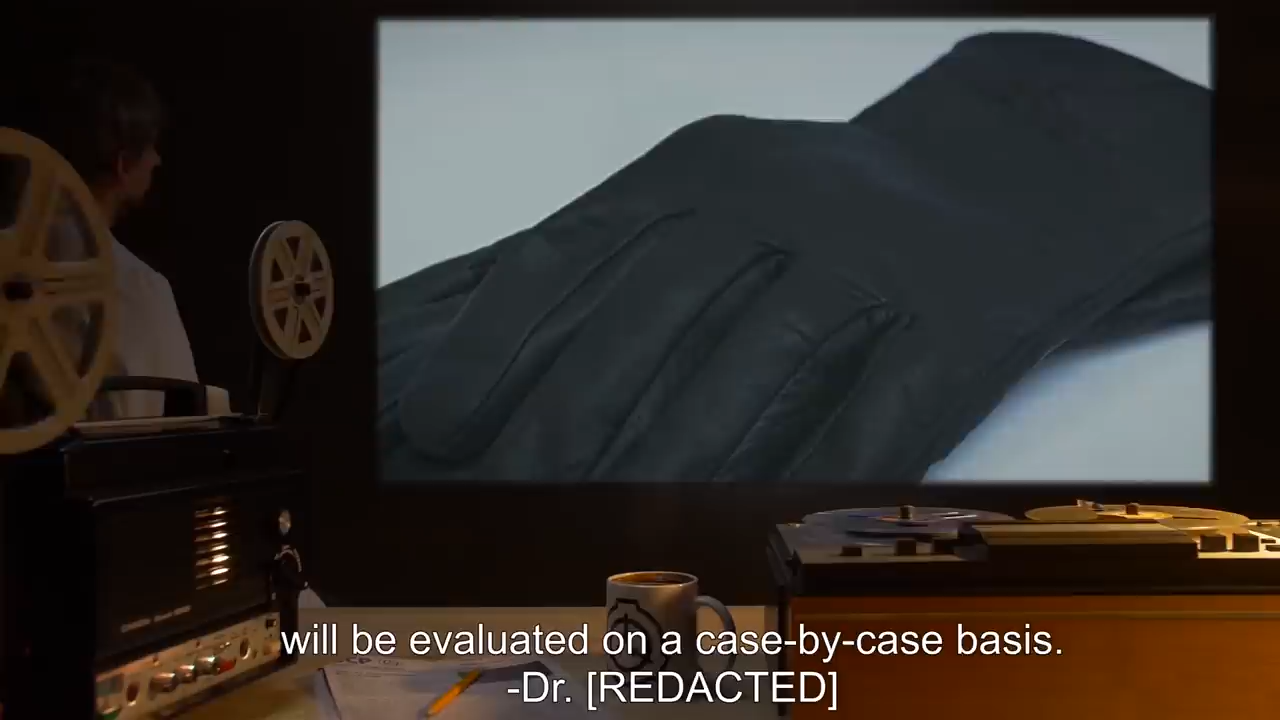 will be evaluated on a case-by-case basis.
-Dr. [REDACTED]